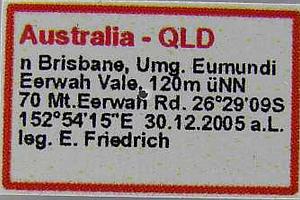 Australia - QLD
n Brisbane, Umg. Eumundi
Eerwah Vale, 120m üNN
70 Mt.Eerwah Rd. 26°29'09S
152°54'15"E 30.12.2005 a.L.
leg. E. Friedrich